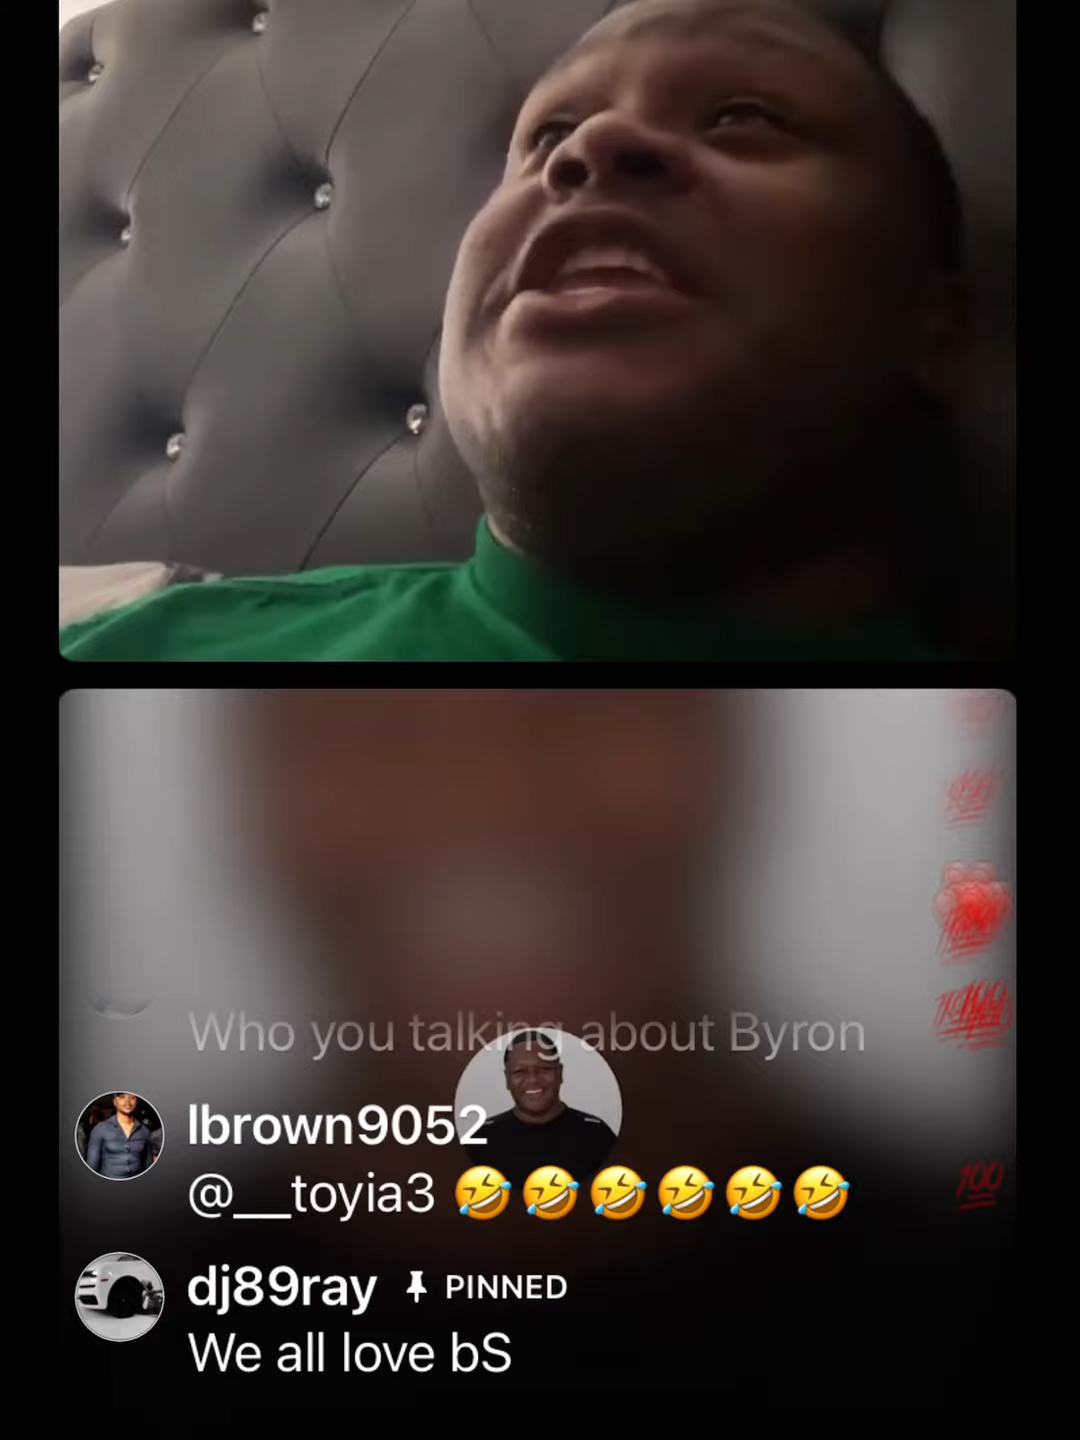 Who you talking about Byron
lbrown9052
@__toyia3 🤣🤣🤣🤣🤣🤣
dj89ray PINNED
We all love bS
💯